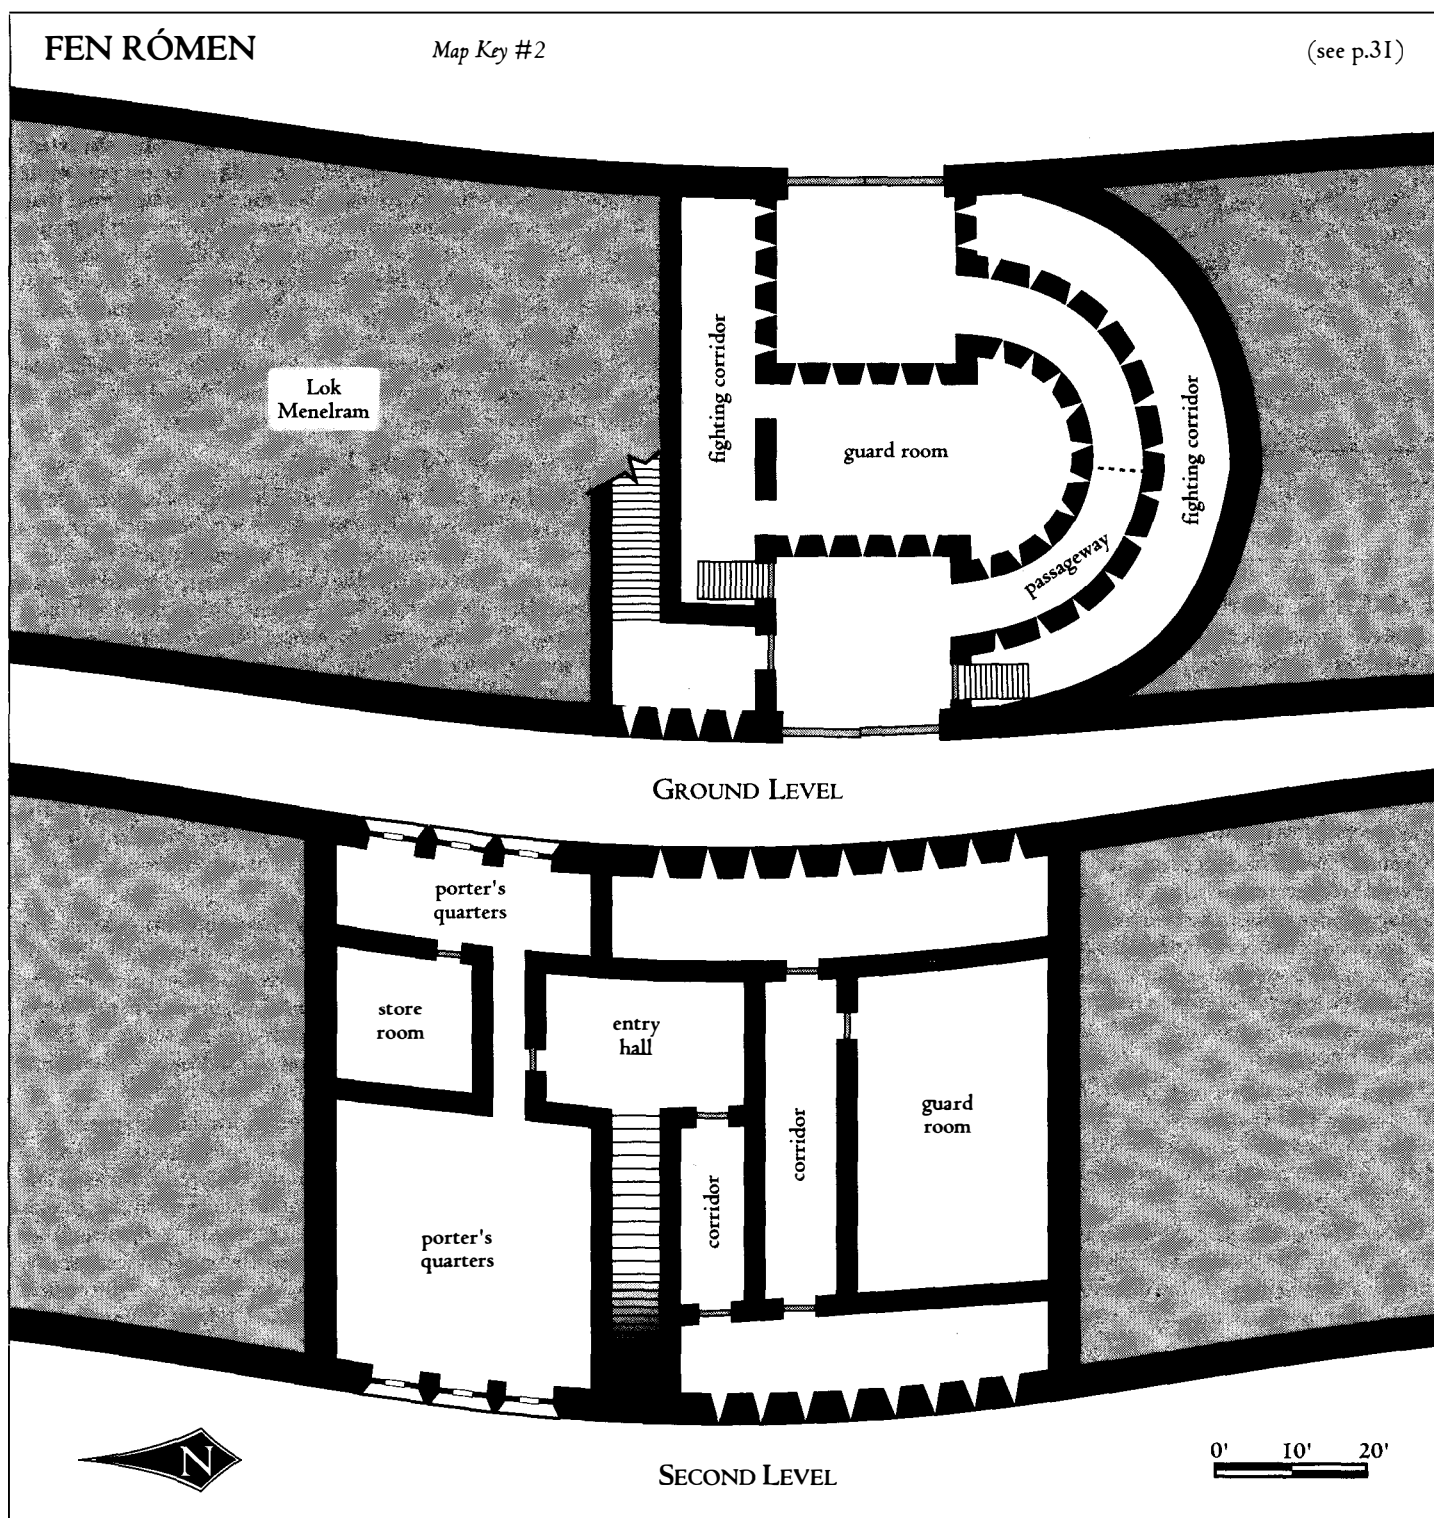 FEN RÓMEN
Map Key #2
(see p.31)
Lok
Menelram
fighting corridor
guard room
fighting corridor
passageway
GROUND LEVEL
porter's
quarters
store
room
entry
hall
corridor
guard
room
corridor
porter's
quarters
N
SECOND LEVEL
0' 10' 20'